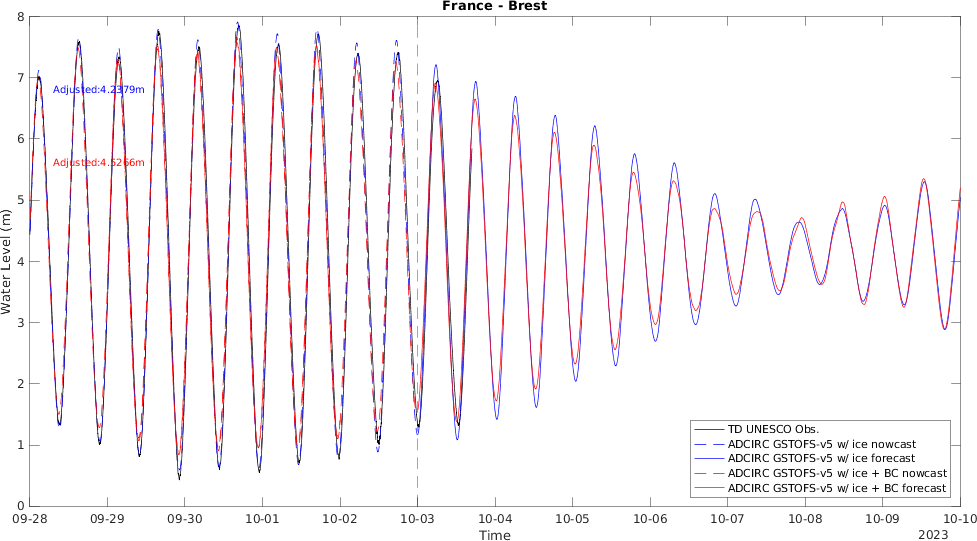 France - Brest
8
7
6
5
4
3
2
1
0
Water Level (m)
Adjusted:4.2379m
Adjusted:4.5266m
TD UNESCO Obs.
ADCIRC GSTOFS-v5 w/ ice nowcast
ADCIRC GSTOFS-v5 w/ ice forecast
ADCIRC GSTOFS-v5 w/ ice + BC nowcast
ADCIRC GSTOFS-v5 w/ ice + BC forecast
09-28 09-29 09-30 10-01 10-02 10-03 10-04 10-05 10-06 10-07 10-08 10-09 10-10
Time
2023